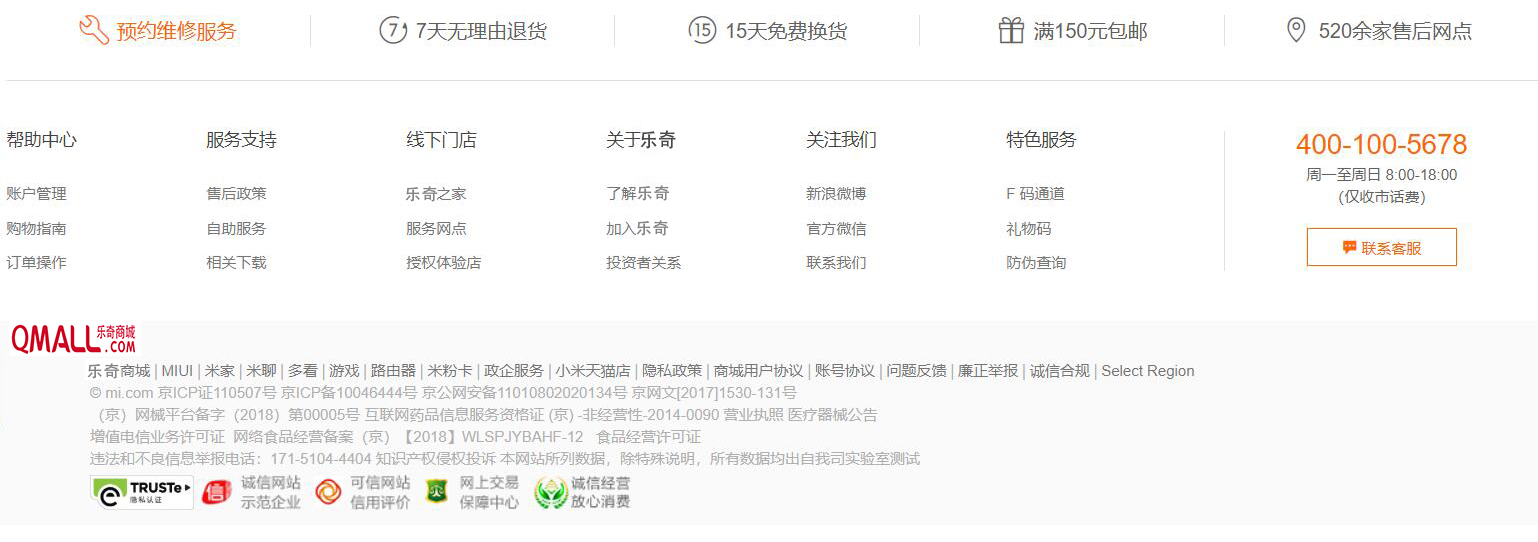 预约维修服务 7 7天无理由退货 15 15天免费换货 满150元包邮 520余家售后网点
帮助中心 服务支持 线下门店 关于乐奇 关注我们 特色服务 400-100-5678
周一至周日 8:00-18:00
账户管理 售后政策 乐奇之家 了解乐奇 新浪微博 F 码通道 (仅收市话费)
购物指南 自助服务 服务网点 加入乐奇 官方微信 礼物码
订单操作 相关下载 授权体验店 投资者关系 联系我们 防伪查询 联系客服
QMALL.COM 乐奇商城
乐奇商城 | MIUI | 米家 | 米聊 | 多看 | 游戏 | 路由器 | 米粉卡 | 政企服务 | 小米天猫店 | 隐私政策 | 商城用户协议 | 账号协议 | 问题反馈 | 廉正举报 | 诚信合规 | Select Region
© mi.com 京ICP证110507号 京ICP备10046444号 京公网安备11010802020134号 京网文[2017]1530-131号
（京）网械平台备字（2018）第00005号 互联网药品信息服务资格证 (京) -非经营性-2014-0090 营业执照 医疗器械公告
增值电信业务许可证 网络食品经营备案（京）【2018】WLSPJYBAHF-12 食品经营许可证
违法和不良信息举报电话：171-5104-4404 知识产权侵权投诉 本网站所列数据，除特殊说明，所有数据均出自我司实验室测试
TRUSTe 信 诚信网站 可信网站 网上交易 诚信经营
隐私认证 示范企业 信用评价 保障中心 放心消费